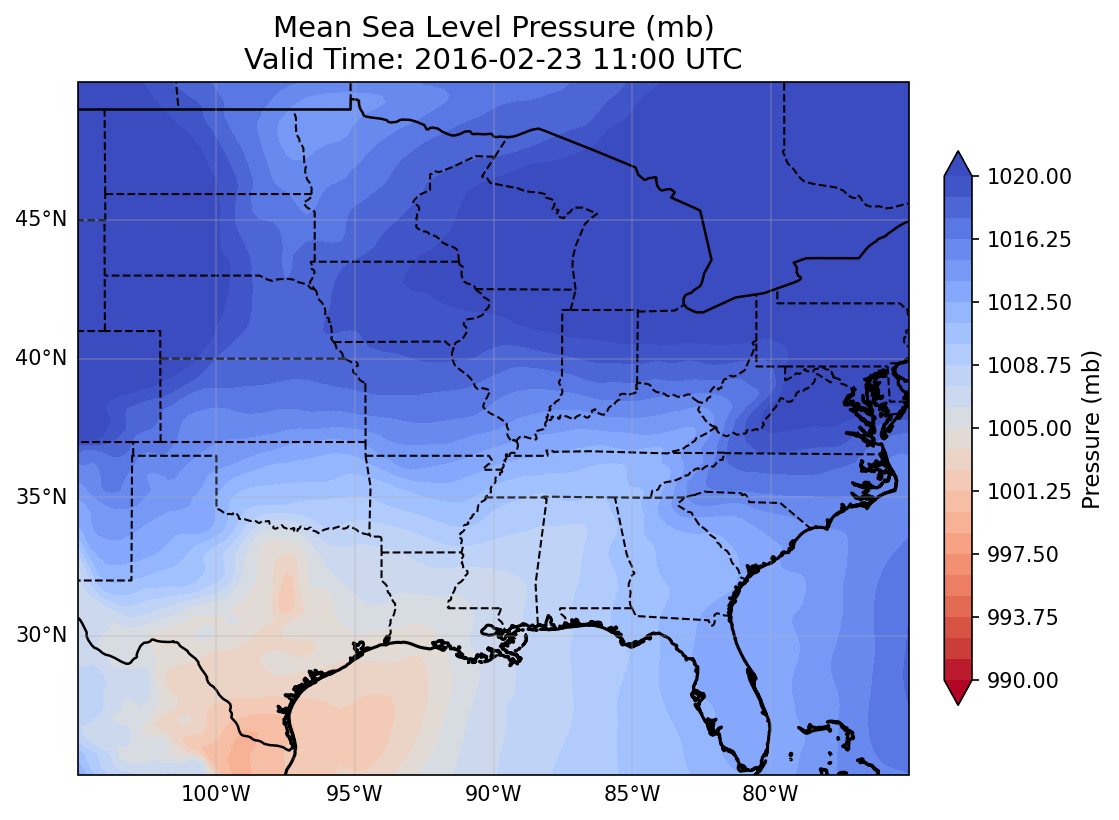 Mean Sea Level Pressure (mb)
Valid Time: 2016-02-23 11:00 UTC
45°N
40°N
35°N
30°N
100°W
95°W
90°W
85°W
80°W
1020.00
1016.25
1012.50
1008.75
1005.00
1001.25
997.50
993.75
990.00
Pressure (mb)